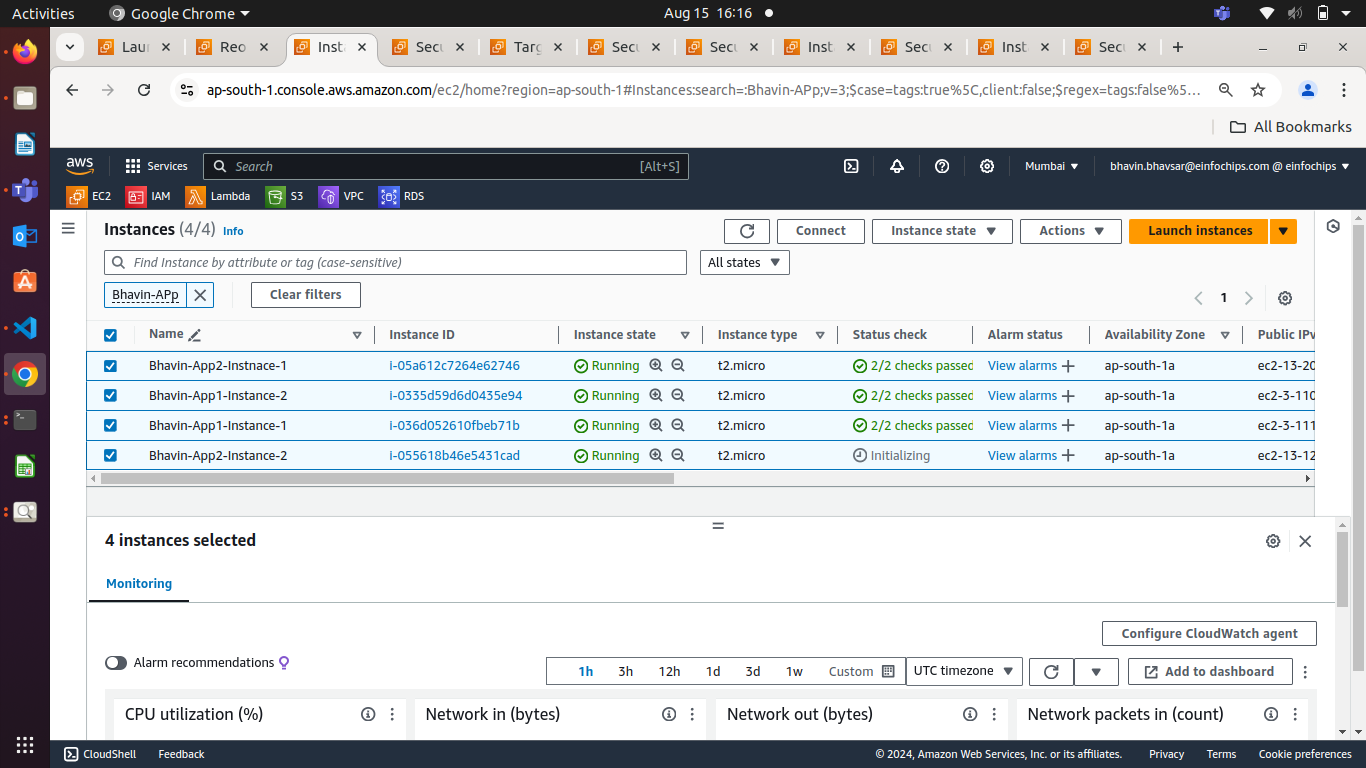 Activities Google Chrome Aug 15 16:16
Lau Reo Insta Secu Targ Secu Secu Inst Secu Inst Secu
ap-south-1.console.aws.amazon.com/ec2/home?region=ap-south-1#Instances:search=:Bhavin-APp;v=3;$case=tags:true%5C,client:false;$regex=tags:false%5...
All Bookmarks
aws Services Search [Alt+S] Mumbai bhavin.bhavsar@einfochips.com @ einfochips
EC2 IAM Lambda S3 VPC RDS
Instances (4/4) Info Connect Instance state Actions Launch instances
Find Instance by attribute or tag (case-sensitive) All states
Bhavin-APp Clear filters 1
Name Instance ID Instance state Instance type Status check Alarm status Availability Zone Public IPv
Bhavin-App2-Instnace-1 i-05a612c7264e62746 Running t2.micro 2/2 checks passed View alarms ap-south-1a ec2-13-20
Bhavin-App1-Instance-2 i-0335d59d6d0435e94 Running t2.micro 2/2 checks passed View alarms ap-south-1a ec2-3-110
Bhavin-App1-Instance-1 i-036d052610fbeb71b Running t2.micro 2/2 checks passed View alarms ap-south-1a ec2-3-111
Bhavin-App2-Instance-2 i-055618b46e5431cad Running t2.micro Initializing View alarms ap-south-1a ec2-13-12
4 instances selected
Monitoring
Configure CloudWatch agent
Alarm recommendations 1h 3h 12h 1d 3d 1w Custom UTC timezone Add to dashboard
CPU utilization (%) Network in (bytes) Network out (bytes) Network packets in (count)
CloudShell Feedback © 2024, Amazon Web Services, Inc. or its affiliates. Privacy Terms Cookie preferences